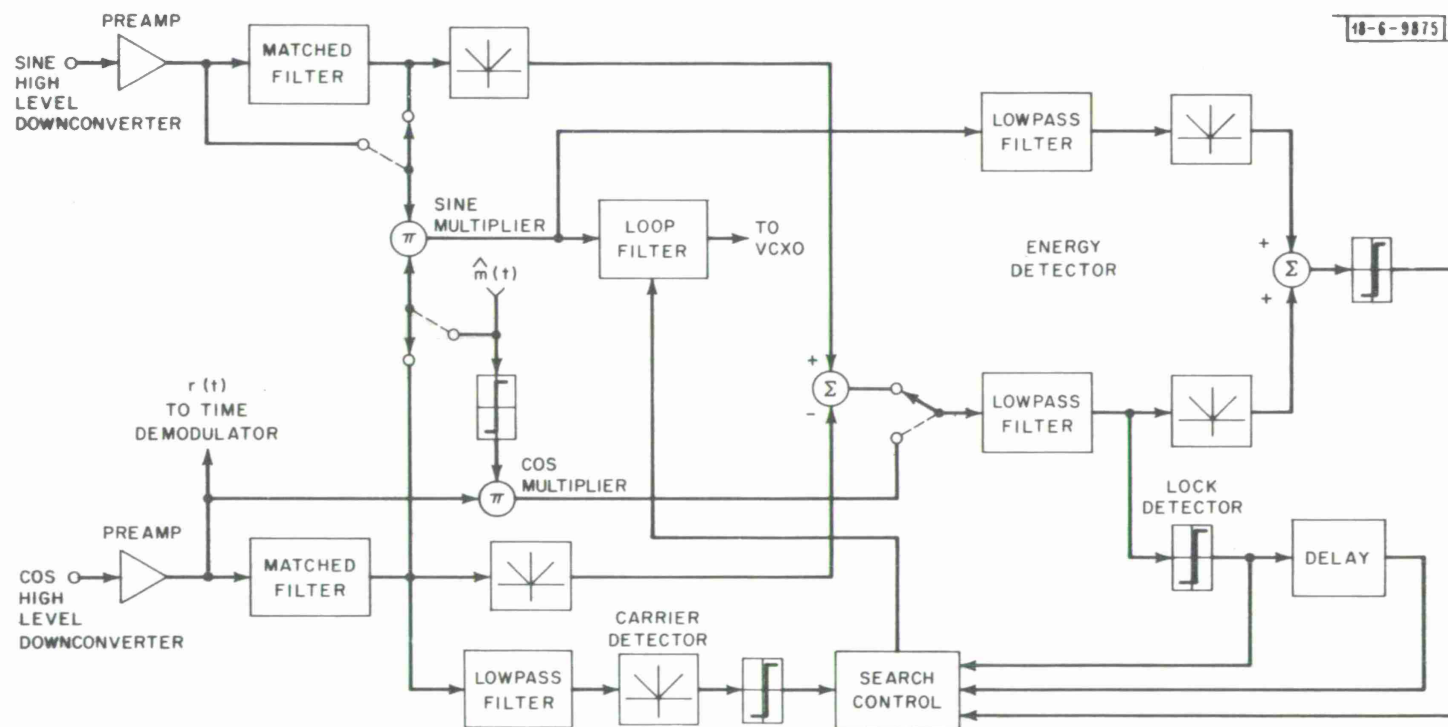 18-6-9875
PREAMP
SINE
HIGH
LEVEL
DOWNCONVERTER
MATCHED
FILTER
LOWPASS
FILTER
SINE
MULTIPLIER
π
LOOP
FILTER
TO
VCXO
ENERGY
DETECTOR
+
Σ
+
m̂(t)
r(t)
TO TIME
DEMODULATOR
+
Σ
-
LOWPASS
FILTER
COS
MULTIPLIER
π
LOCK
DETECTOR
DELAY
PREAMP
COS
HIGH
LEVEL
DOWNCONVERTER
MATCHED
FILTER
CARRIER
DETECTOR
LOWPASS
FILTER
SEARCH
CONTROL